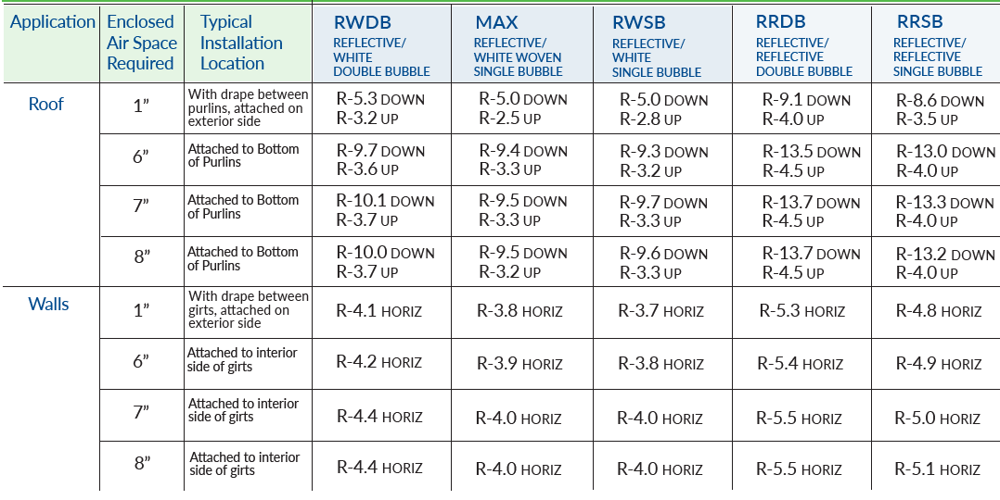 Application
Enclosed
Air Space
Required
Typical
Installation
Location
RWDB
REFLECTIVE/
WHITE
DOUBLE BUBBLE
MAX
REFLECTIVE/
WHITE WOVEN
SINGLE BUBBLE
RWSB
REFLECTIVE/
WHITE
SINGLE BUBBLE
RRDB
REFLECTIVE/
REFLECTIVE
DOUBLE BUBBLE
RRSB
REFLECTIVE/
REFLECTIVE
SINGLE BUBBLE
Roof
1”
With drape between
purlins, attached on
exterior side
R-5.3 DOWN
R-3.2 UP
R-5.0 DOWN
R-2.5 UP
R-5.0 DOWN
R-2.8 UP
R-9.1 DOWN
R-4.0 UP
R-8.6 DOWN
R-3.5 UP
6”
Attached to Bottom
of Purlins
R-9.7 DOWN
R-3.6 UP
R-9.4 DOWN
R-3.3 UP
R-9.3 DOWN
R-3.2 UP
R-13.5 DOWN
R-4.5 UP
R-13.0 DOWN
R-4.0 UP
7”
Attached to Bottom
of Purlins
R-10.1 DOWN
R-3.7 UP
R-9.5 DOWN
R-3.3 UP
R-9.7 DOWN
R-3.3 UP
R-13.7 DOWN
R-4.5 UP
R-13.3 DOWN
R-4.0 UP
8”
Attached to Bottom
of Purlins
R-10.0 DOWN
R-3.7 UP
R-9.5 DOWN
R-3.2 UP
R-9.6 DOWN
R-3.3 UP
R-13.7 DOWN
R-4.5 UP
R-13.2 DOWN
R-4.0 UP
Walls
1”
With drape between
girts, attached on
exterior side
R-4.1 HORIZ
R-3.8 HORIZ
R-3.7 HORIZ
R-5.3 HORIZ
R-4.8 HORIZ
6”
Attached to interior
side of girts
R-4.2 HORIZ
R-3.9 HORIZ
R-3.8 HORIZ
R-5.4 HORIZ
R-4.9 HORIZ
7”
Attached to interior
side of girts
R-4.4 HORIZ
R-4.0 HORIZ
R-4.0 HORIZ
R-5.5 HORIZ
R-5.0 HORIZ
8”
Attached to interior
side of girts
R-4.4 HORIZ
R-4.0 HORIZ
R-4.0 HORIZ
R-5.5 HORIZ
R-5.1 HORIZ